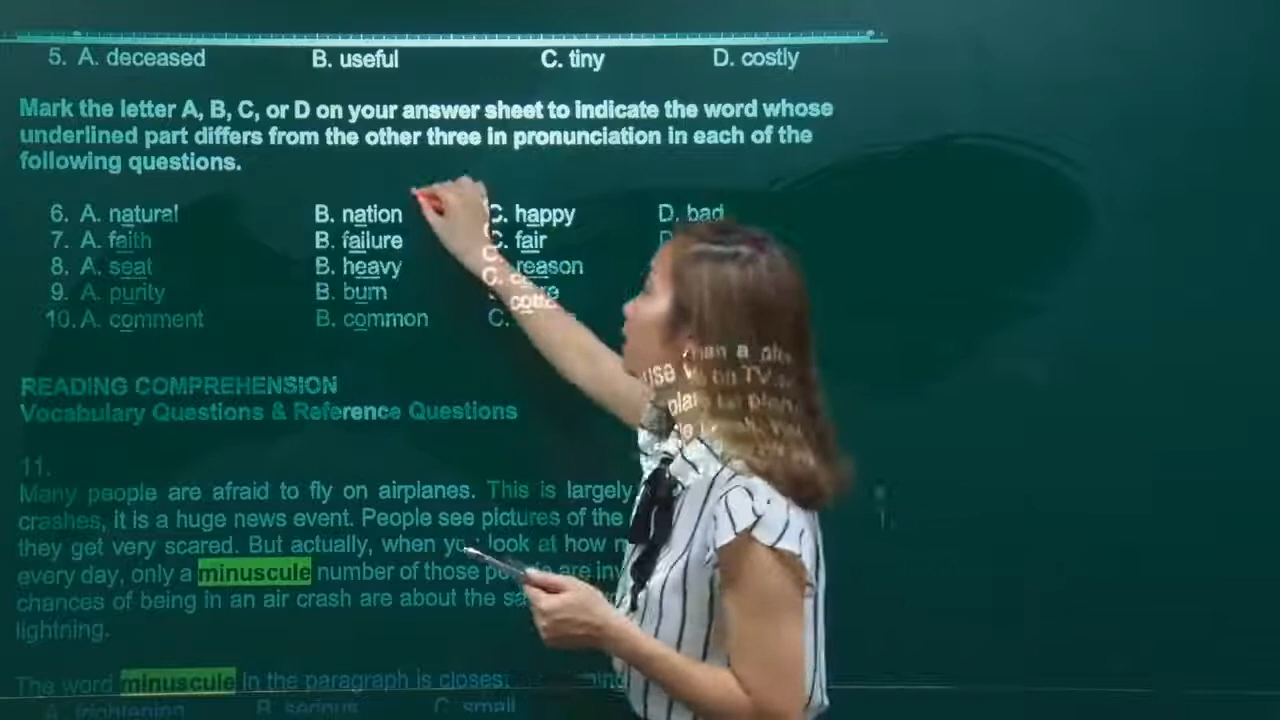 5. A. deceased B. useful C. tiny D. costly
Mark the letter A, B, C, or D on your answer sheet to indicate the word whose
underlined part differs from the other three in pronunciation in each of the
following questions.
6. A. natural B. nation C. happy D. bad
7. A. faith B. failure C. fair
8. A. seat B. heavy C. reason
9. A. purity B. burn
10. A. comment B. common C.
READING COMPREHENSION
Vocabulary Questions & Reference Questions
11.
Many people are afraid to fly on airplanes. This is largely
crashes, it is a huge news event. People see pictures of the
they get very scared. But actually, when you look at how
every day, only a minuscule number of those people are
chances of being in an air crash are about the
lightning.
The word minuscule in the paragraph is closest
A. frightening B. serious C. small